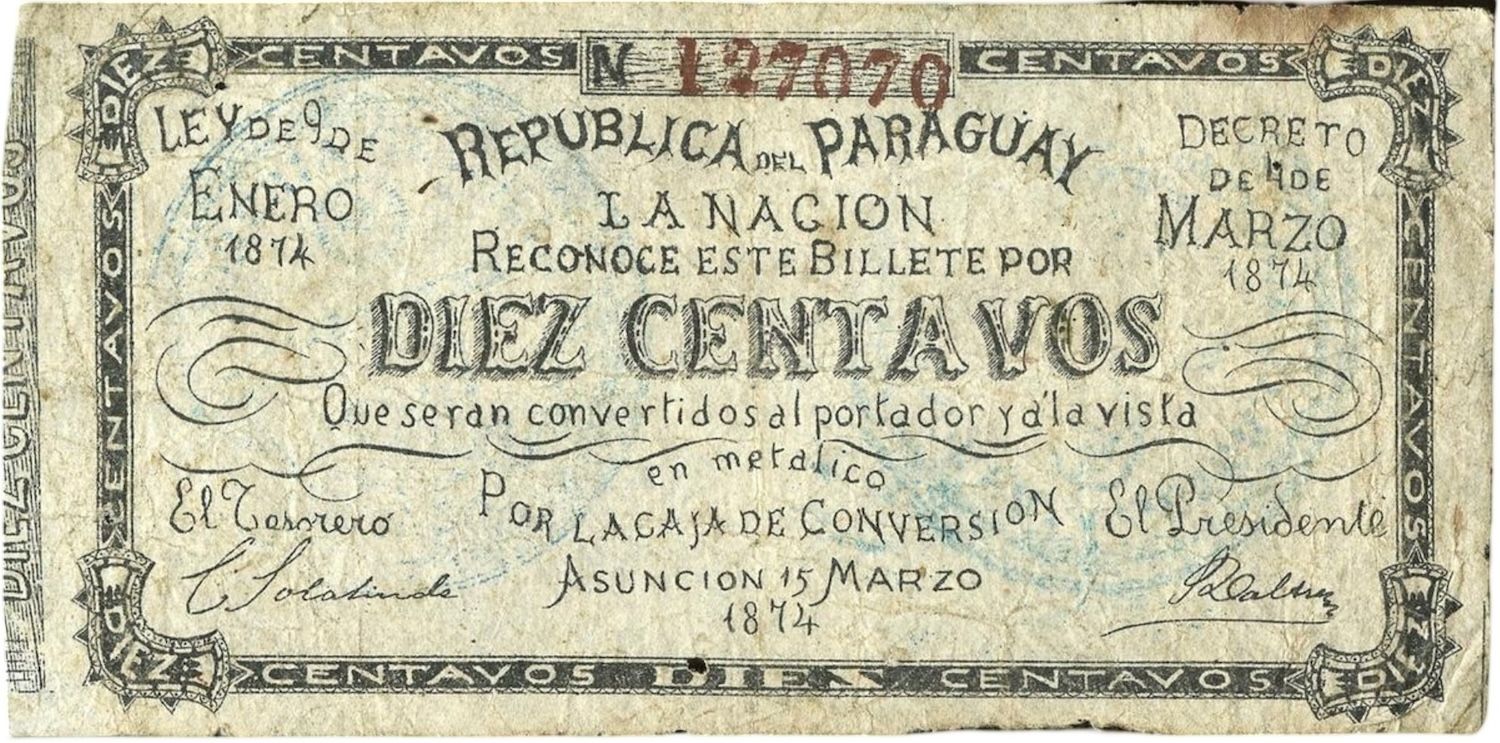 DIEZ CENTAVOS
DIEZ CENTAVOS N 127070 CENTAVOS DIEZ
DIEZ
DIEZ
LEY DE 9 DE
ENERO
1874
REPUBLICA DEL PARAGUAY
DECRETO
DE 4 DE
MARZO
1874
LA NACION
RECONOCE ESTE BILLETE POR
DIEZ CENTAVOS
Que seran convertidos al portador y á la vista
en metalico
POR LA CAJA DE CONVERSION
ASUNCION 15 MARZO
1874
El Tesorero
El Presidente
CENTAVOS
CENTAVOS
DIEZ
DIEZ
DIEZ CENTAVOS DIEZ CENTAVOS DIEZ